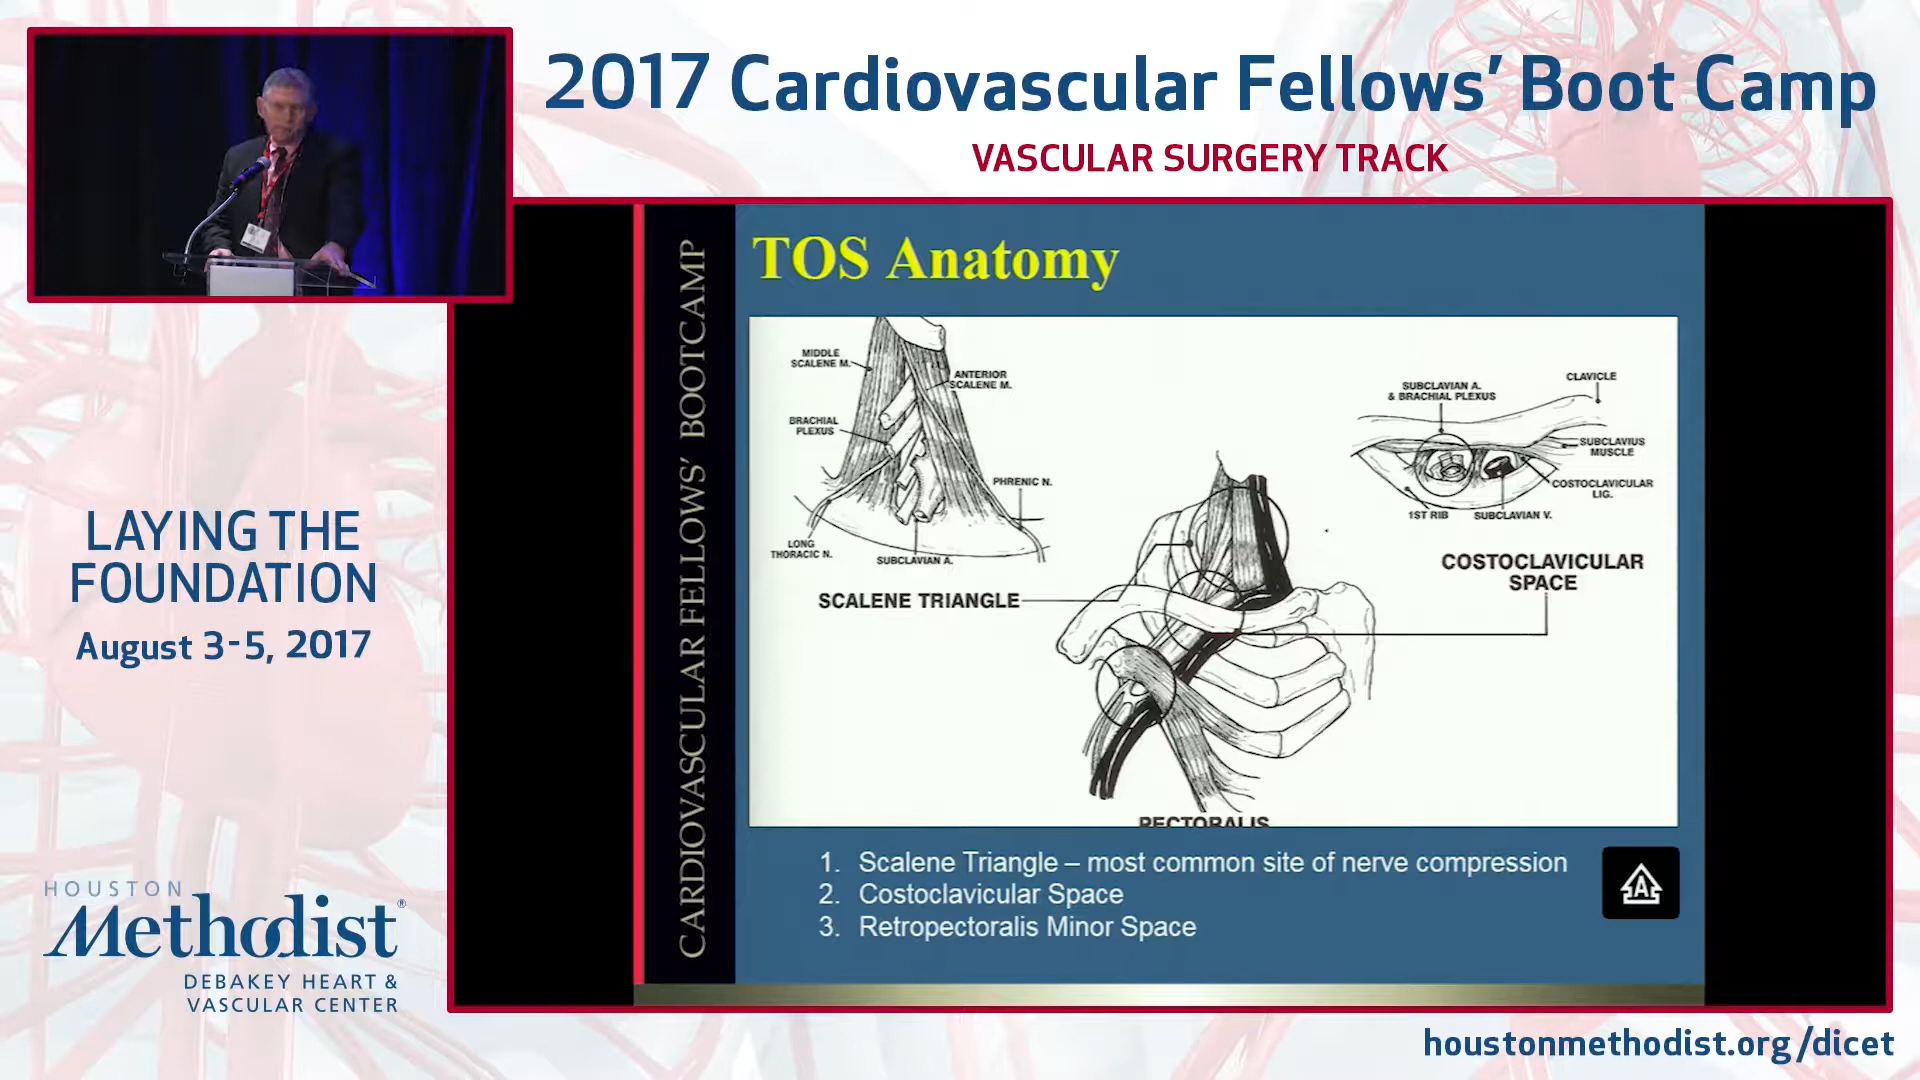 2017 Cardiovascular Fellows' Boot Camp
VASCULAR SURGERY TRACK
LAYING THE
FOUNDATION
August 3-5, 2017
HOUSTON
Methodist®
DEBAKEY HEART &
VASCULAR CENTER
CARDIOVASCULAR FELLOWS' BOOTCAMP
TOS Anatomy
MIDDLE
SCALENE M.
ANTERIOR
SCALENE M.
BRACHIAL
PLEXUS
PHRENIC N.
LONG
THORACIC N.
SUBCLAVIAN A.
SCALENE TRIANGLE
SUBCLAVIAN A.
& BRACHIAL PLEXUS
CLAVICLE
SUBCLAVIUS
MUSCLE
COSTOCLAVICULAR
LIG.
1ST RIB
SUBCLAVIAN V.
COSTOCLAVICULAR
SPACE
PECTORALIS
1. Scalene Triangle – most common site of nerve compression
2. Costoclavicular Space
3. Retropectoralis Minor Space
A
houstonmethodist.org/dicet